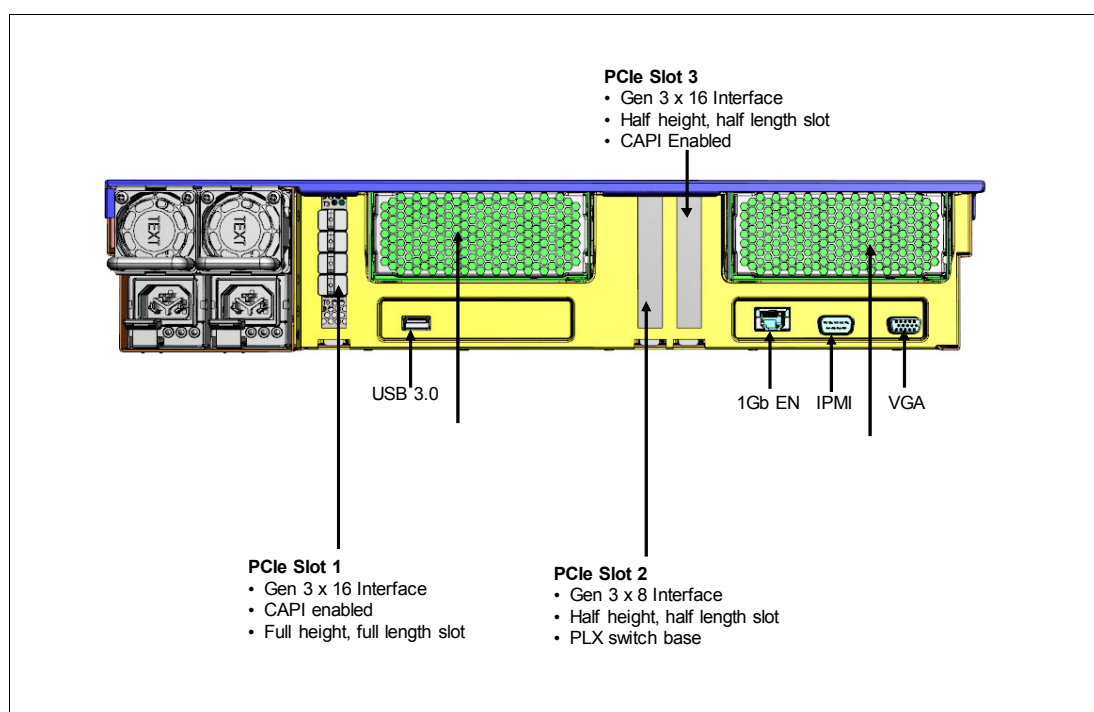 PCIe Slot 3
• Gen 3 x 16 Interface
• Half height, half length slot
• CAPI Enabled
TEXT
TEXT
USB 3.0
1Gb EN
IPMI
VGA
PCIe Slot 1
• Gen 3 x 16 Interface
• CAPI enabled
• Full height, full length slot
PCIe Slot 2
• Gen 3 x 8 Interface
• Half height, half length slot
• PLX switch base